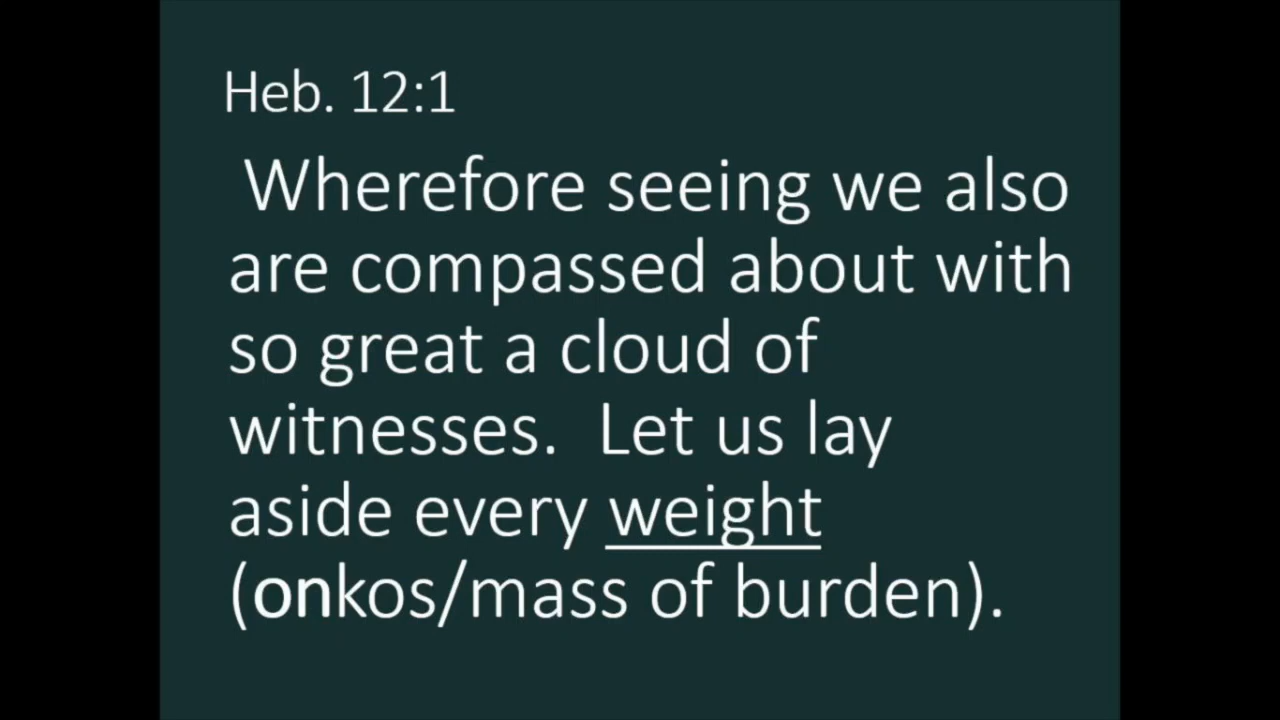 Heb. 12:1
Wherefore seeing we also
are compassed about with
so great a cloud of
witnesses.  Let us lay
aside every weight
(onkos/mass of burden).